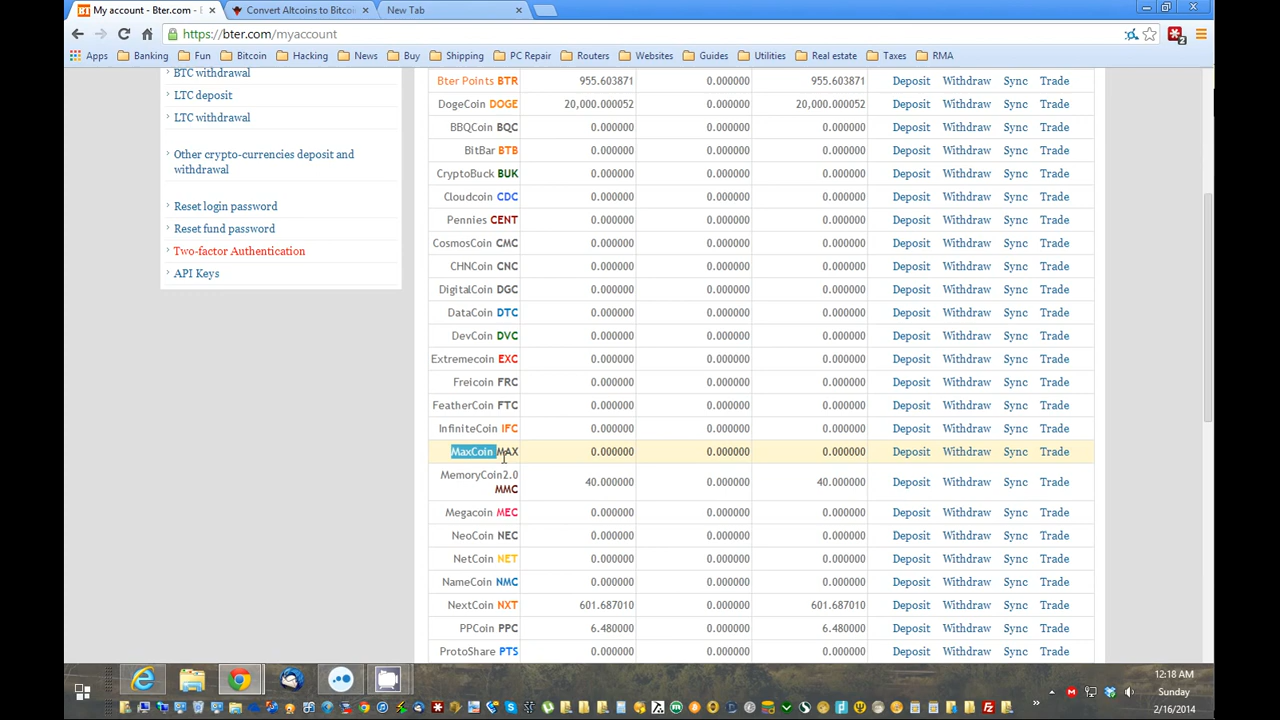 My account - Bter.com -
Convert Altcoins to Bitcoi
New Tab
https://bter.com/myaccount
Apps Banking Fun Bitcoin Hacking News Buy Shipping PC Repair Routers Websites Guides Utilities Real estate Taxes RMA
BTC withdrawal
LTC deposit
LTC withdrawal
Other crypto-currencies deposit and
withdrawal
Reset login password
Reset fund password
Two-factor Authentication
API Keys
Bter Points BTR 955.603871 0.000000 955.603871 Deposit Withdraw Sync Trade
DogeCoin DOGE 20,000.000052 0.000000 20,000.000052 Deposit Withdraw Sync Trade
BBQCoin BQC 0.000000 0.000000 0.000000 Deposit Withdraw Sync Trade
BitBar BTB 0.000000 0.000000 0.000000 Deposit Withdraw Sync Trade
CryptoBuck BUK 0.000000 0.000000 0.000000 Deposit Withdraw Sync Trade
Cloudcoin CDC 0.000000 0.000000 0.000000 Deposit Withdraw Sync Trade
Pennies CENT 0.000000 0.000000 0.000000 Deposit Withdraw Sync Trade
CosmosCoin CMC 0.000000 0.000000 0.000000 Deposit Withdraw Sync Trade
CHNCoin CNC 0.000000 0.000000 0.000000 Deposit Withdraw Sync Trade
DigitalCoin DGC 0.000000 0.000000 0.000000 Deposit Withdraw Sync Trade
DataCoin DTC 0.000000 0.000000 0.000000 Deposit Withdraw Sync Trade
DevCoin DVC 0.000000 0.000000 0.000000 Deposit Withdraw Sync Trade
Extremecoin EXC 0.000000 0.000000 0.000000 Deposit Withdraw Sync Trade
Freicoin FRC 0.000000 0.000000 0.000000 Deposit Withdraw Sync Trade
FeatherCoin FTC 0.000000 0.000000 0.000000 Deposit Withdraw Sync Trade
InfiniteCoin IFC 0.000000 0.000000 0.000000 Deposit Withdraw Sync Trade
MaxCoin MAX 0.000000 0.000000 0.000000 Deposit Withdraw Sync Trade
MemoryCoin2.0
MMC 40.000000 0.000000 40.000000 Deposit Withdraw Sync Trade
Megacoin MEC 0.000000 0.000000 0.000000 Deposit Withdraw Sync Trade
NeoCoin NEC 0.000000 0.000000 0.000000 Deposit Withdraw Sync Trade
NetCoin NET 0.000000 0.000000 0.000000 Deposit Withdraw Sync Trade
NameCoin NMC 0.000000 0.000000 0.000000 Deposit Withdraw Sync Trade
NextCoin NXT 601.687010 0.000000 601.687010 Deposit Withdraw Sync Trade
PPCoin PPC 6.480000 0.000000 6.480000 Deposit Withdraw Sync Trade
ProtoShare PTS 0.000000 0.000000 0.000000 Deposit Withdraw Sync Trade
12:18 AM
Sunday
2/16/2014